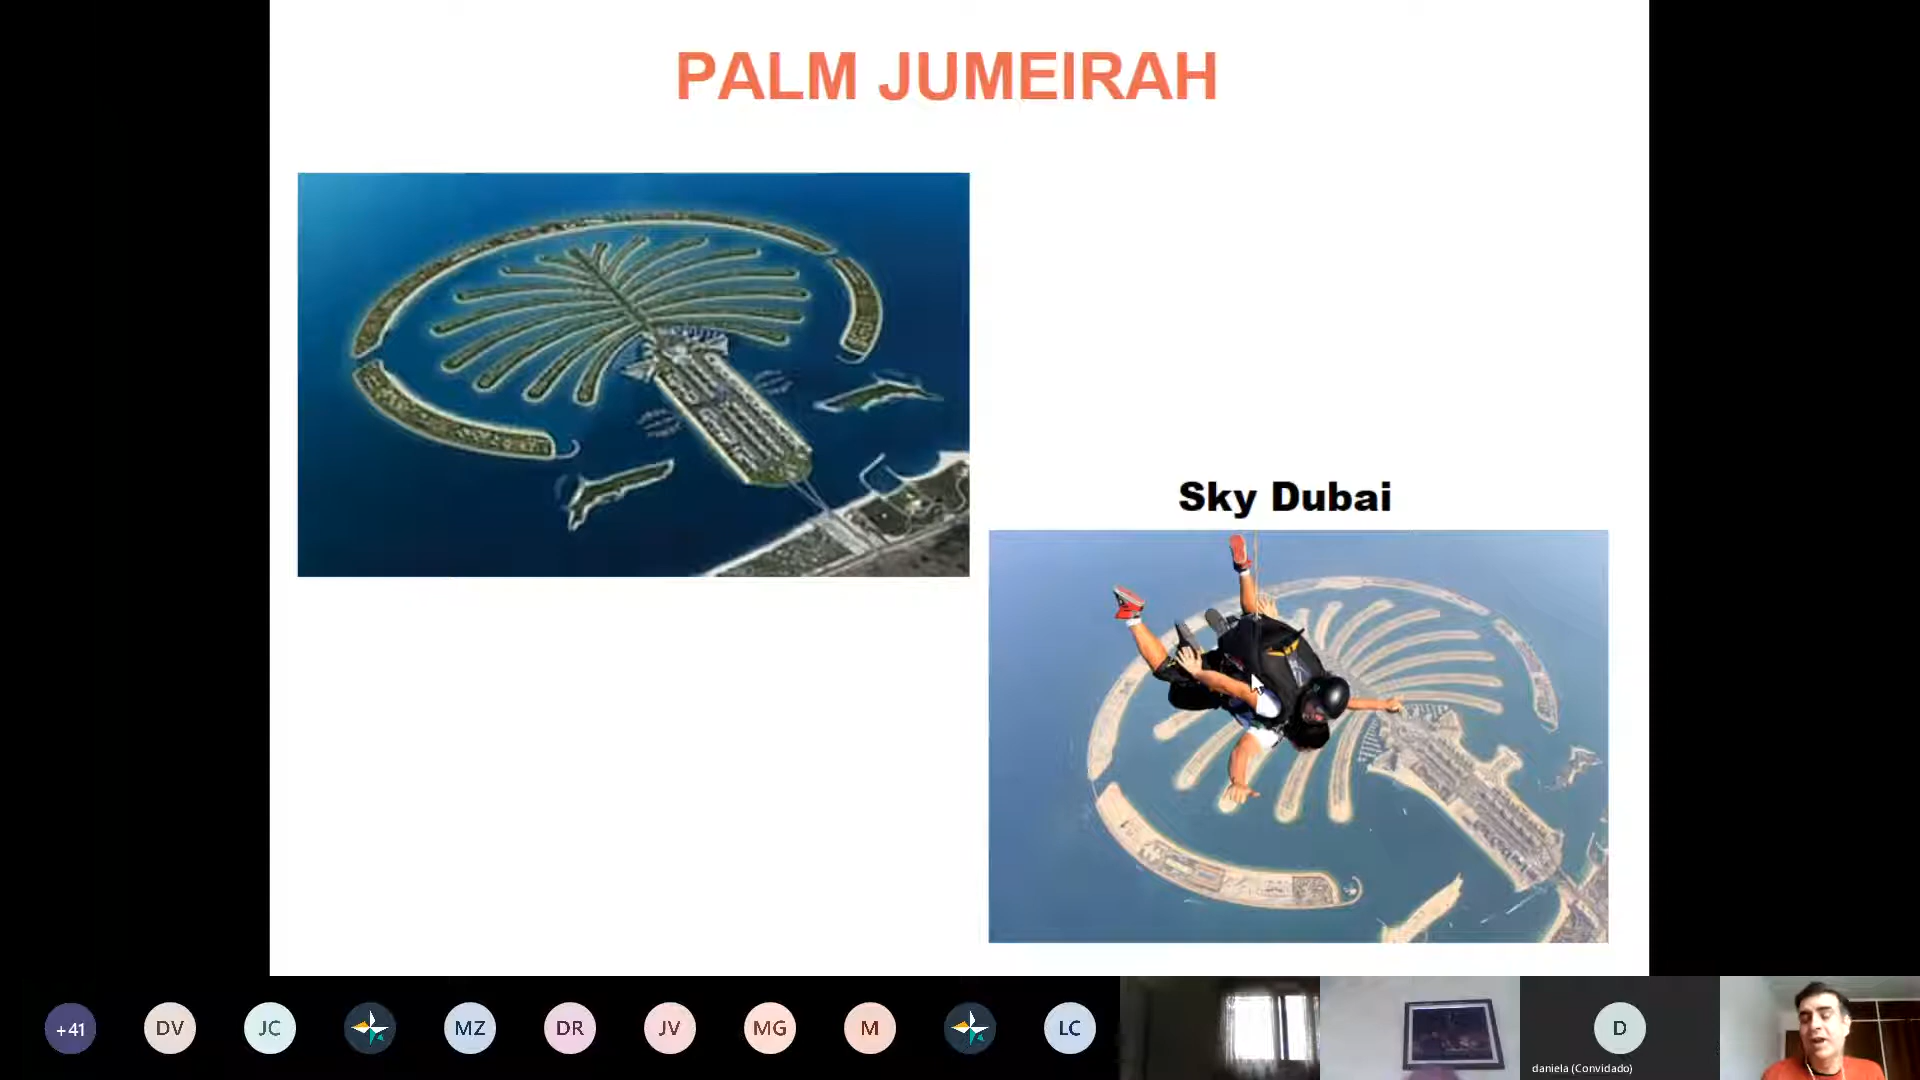 PALM JUMEIRAH
Sky Dubai
+41
DV
JC
MZ
DR
JV
MG
M
LC
D
daniela (Convidado)